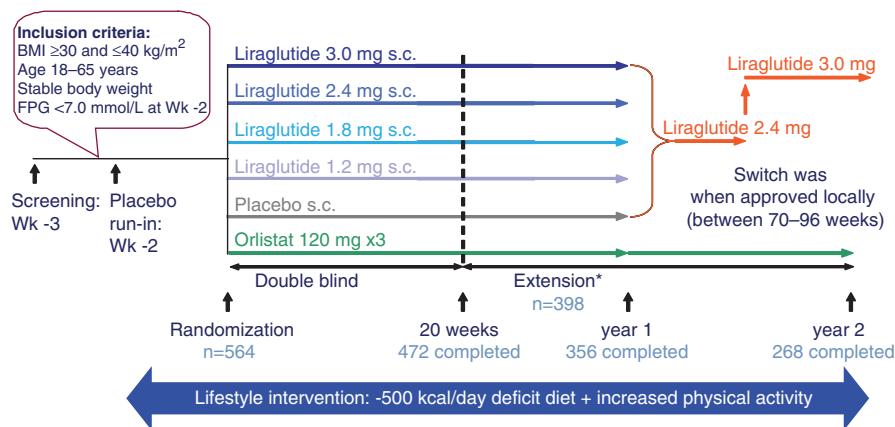 Inclusion criteria:
BMI ≥30 and ≤40 kg/m²
Age 18–65 years
Stable body weight
FPG <7.0 mmol/L at Wk -2
Liraglutide 3.0 mg s.c.
Liraglutide 2.4 mg s.c.
Liraglutide 1.8 mg s.c.
Liraglutide 1.2 mg s.c.
Placebo s.c.
Orlistat 120 mg x3
Liraglutide 3.0 mg
Liraglutide 2.4 mg
Switch was
when approved locally
(between 70–96 weeks)
Screening:
Wk -3
Placebo
run-in:
Wk -2
Double blind
Extension*
n=398
Randomization
n=564
20 weeks
472 completed
year 1
356 completed
year 2
268 completed
Lifestyle intervention: -500 kcal/day deficit diet + increased physical activity